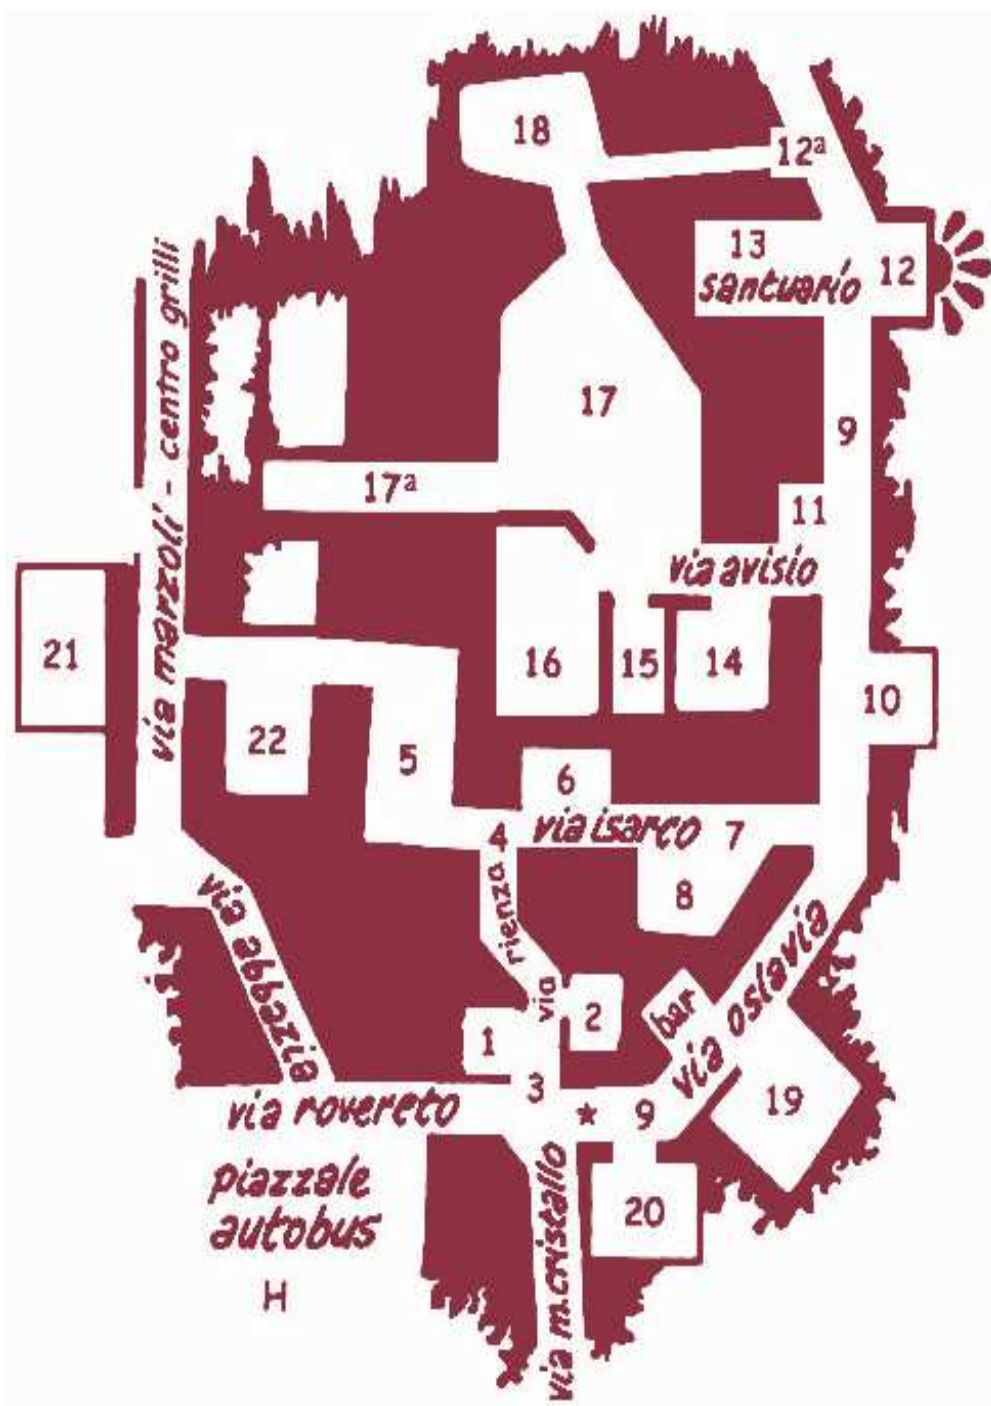 18
12a
13
santuario
12
via marzoli - centro grilli
17
9
17a
11
via avisio
21
16
15
14
10
22
5
6
4
via isarco
7
8
via rienza
via abbazia
via oslavia
bar
2
1
3
★
9
19
via rovereto
piazzale
autobus
via m.cristallo
20
H